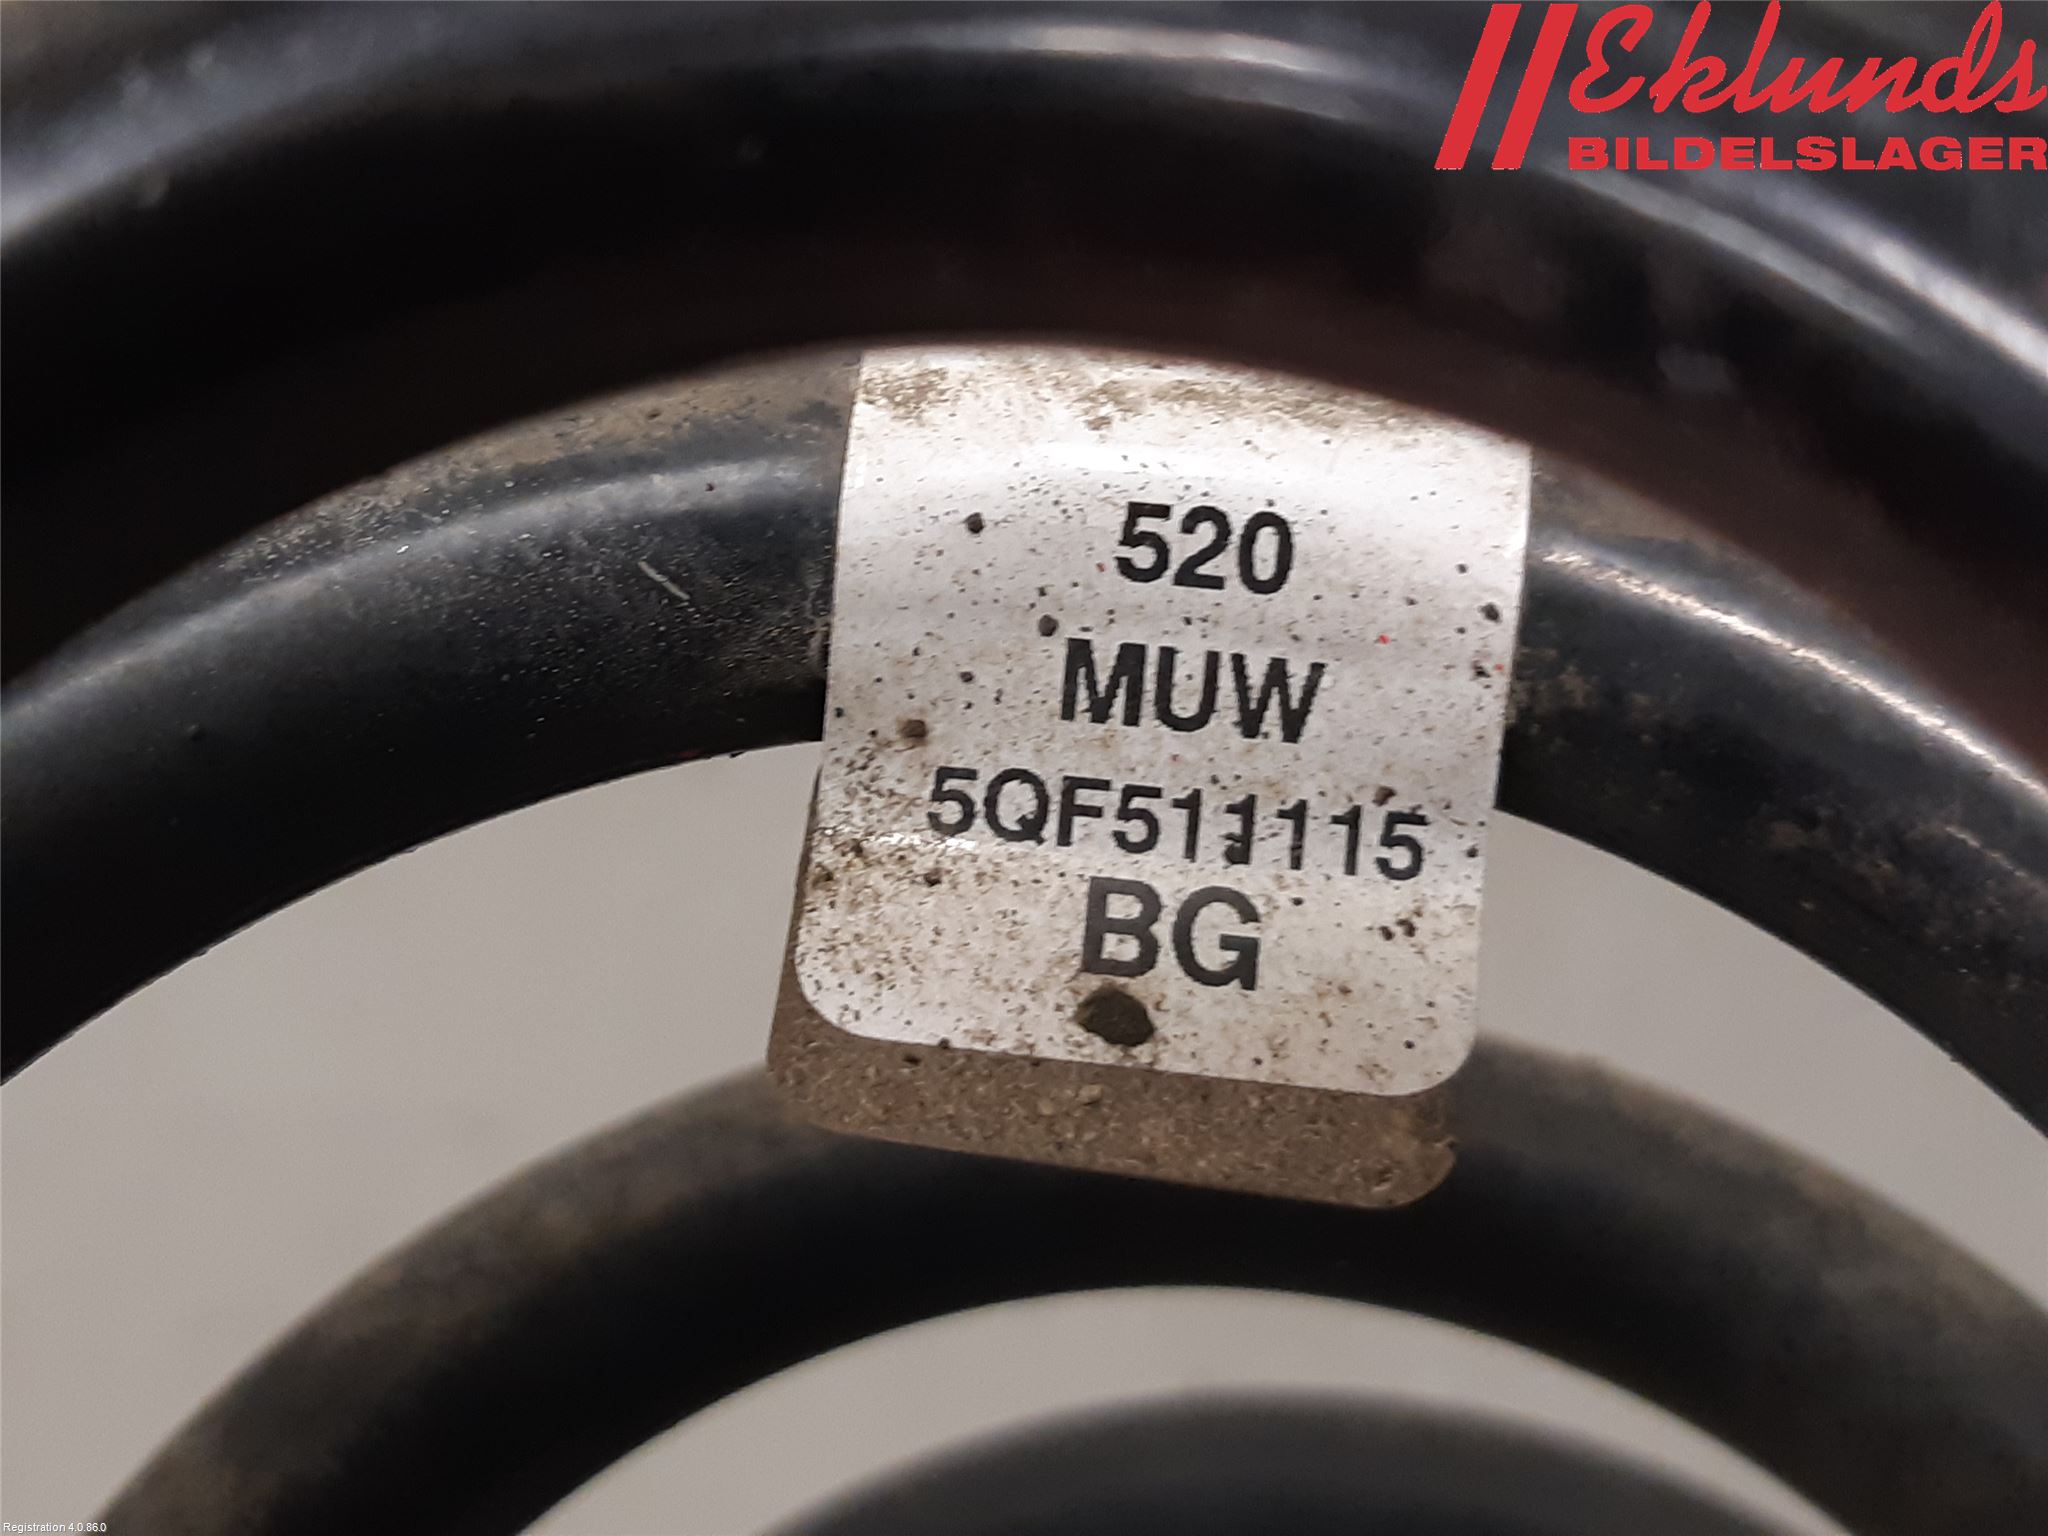 Eklunds
BILDELSLAGER
520
MUW
5QF511115
BG
Registration 4.0.86.0